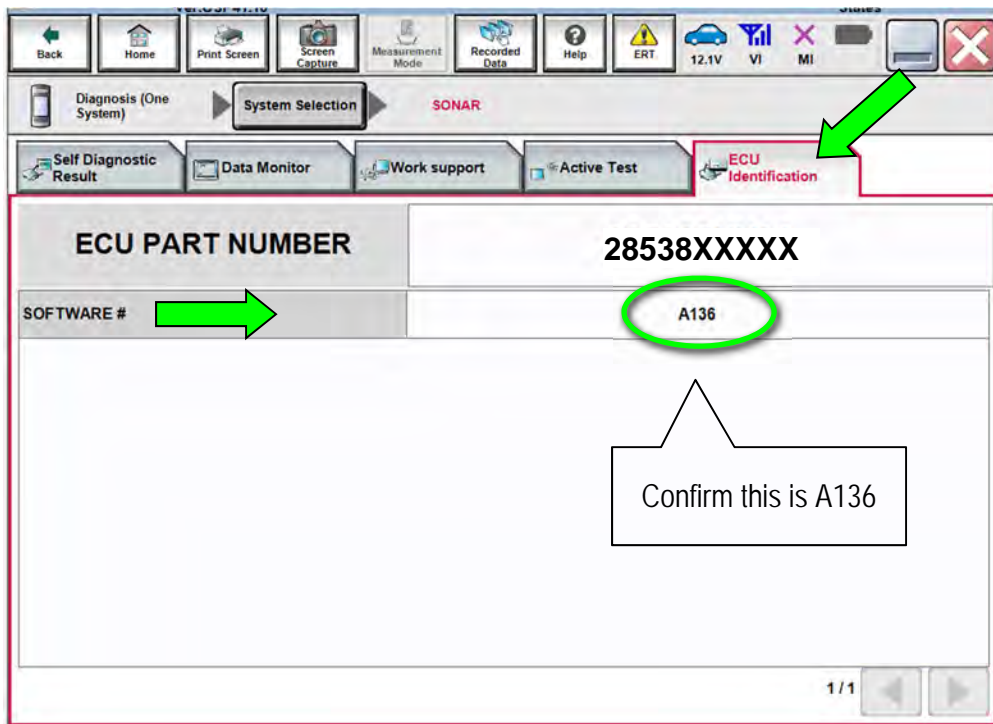 Back
Home
Print Screen
Screen
Capture
Measurement
Mode
Recorded
Data
Help
ERT
12.1V
VI
MI
Diagnosis (One
System)
System Selection
SONAR
Self Diagnostic
Result
Data Monitor
Work support
Active Test
ECU
Identification
ECU PART NUMBER
28538XXXXX
SOFTWARE #
A136
Confirm this is A136
1/1